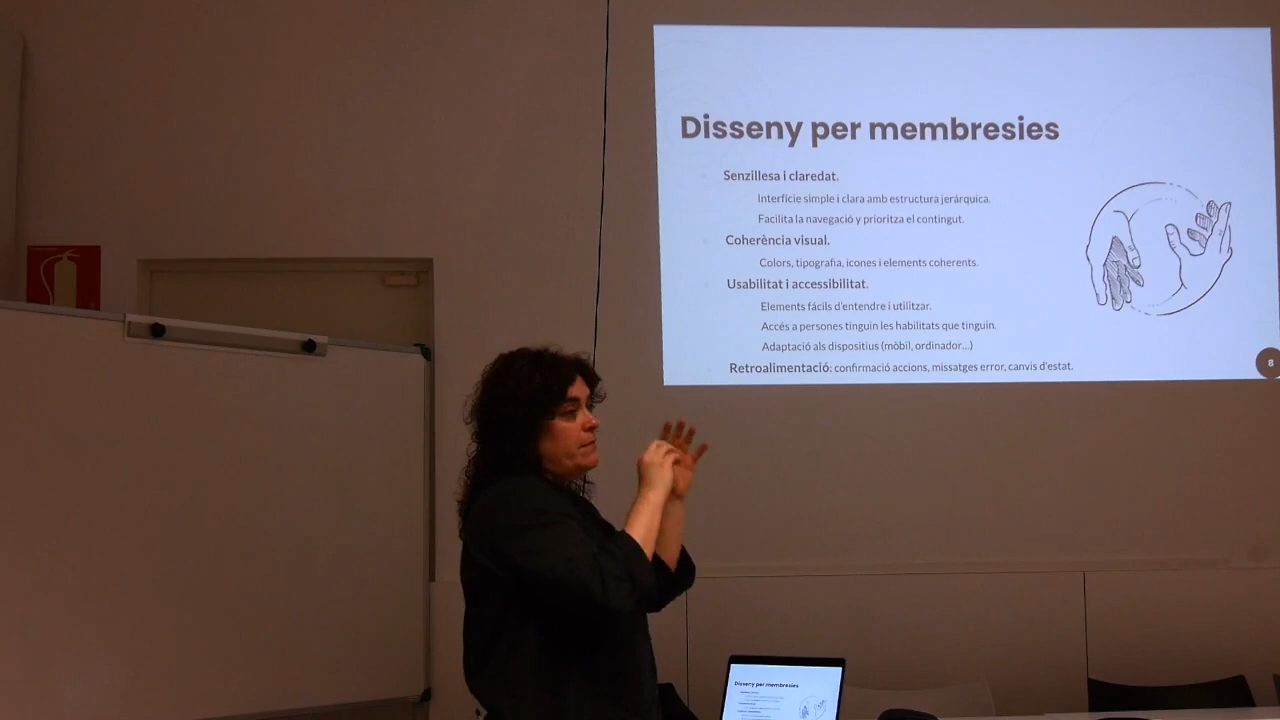 Disseny per membresies
Senzillesa i claredat.
Interfície simple i clara amb estructura jeràrquica.
Facilita la navegació y prioritza el contingut.
Coherència visual.
Colors, tipografia, icones i elements coherents.
Usabilitat i accessibilitat.
Elements fàcils d'entendre i utilitzar.
Accés a persones tinguin les habilitats que tinguin.
Adaptació als dispositius (mòbil, ordinador...)
Retroalimentació: confirmació accions, missatges error, canvis d'estat.
8
Disseny per membresies